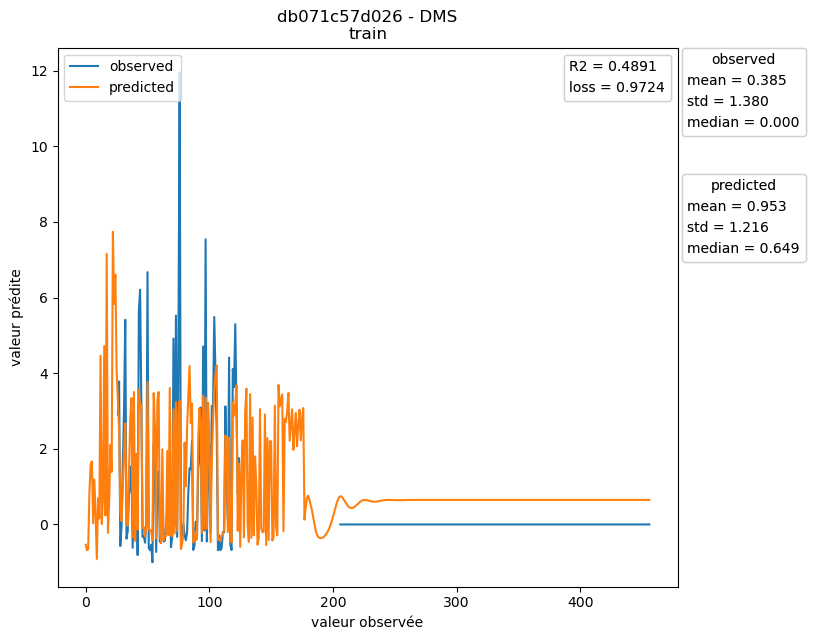 db071c57d026 - DMS
train
observed
predicted
R2 = 0.4891
loss = 0.9724
observed
mean = 0.385
std = 1.380
median = 0.000
predicted
mean = 0.953
std = 1.216
median = 0.649
valeur prédite
12
10
8
6
4
2
0
0 100 200 300 400
valeur observée